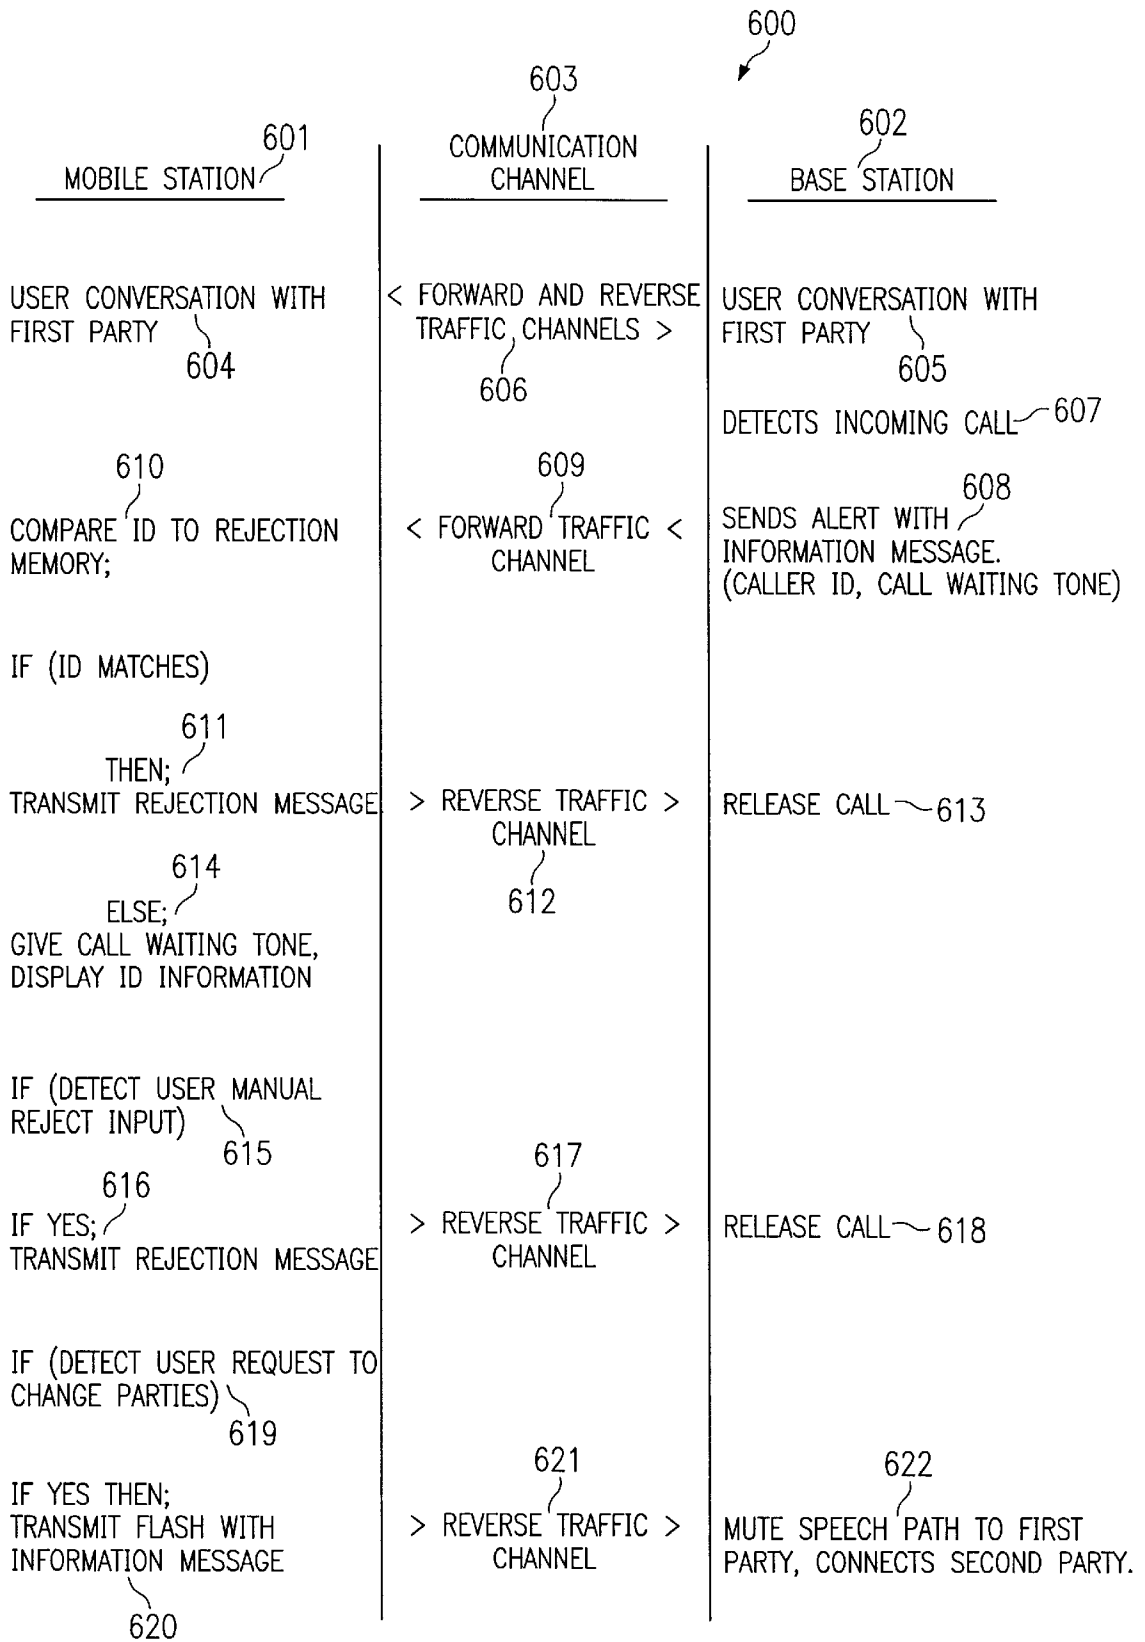 600
603
601
602
COMMUNICATION
CHANNEL
MOBILE STATION
BASE STATION
USER CONVERSATION WITH
FIRST PARTY
604
< FORWARD AND REVERSE
TRAFFIC CHANNELS >
606
USER CONVERSATION WITH
FIRST PARTY
605
DETECTS INCOMING CALL
607
610
609
608
COMPARE ID TO REJECTION
MEMORY;
< FORWARD TRAFFIC <
CHANNEL
SENDS ALERT WITH
INFORMATION MESSAGE.
(CALLER ID, CALL WAITING TONE)
IF (ID MATCHES)
611
THEN;
TRANSMIT REJECTION MESSAGE
> REVERSE TRAFFIC >
CHANNEL
612
RELEASE CALL
613
614
ELSE;
GIVE CALL WAITING TONE,
DISPLAY ID INFORMATION
IF (DETECT USER MANUAL
REJECT INPUT)
615
616
617
IF YES;
TRANSMIT REJECTION MESSAGE
> REVERSE TRAFFIC >
CHANNEL
RELEASE CALL
618
IF (DETECT USER REQUEST TO
CHANGE PARTIES)
619
621
622
IF YES THEN;
TRANSMIT FLASH WITH
INFORMATION MESSAGE
620
> REVERSE TRAFFIC >
CHANNEL
MUTE SPEECH PATH TO FIRST
PARTY, CONNECTS SECOND PARTY.